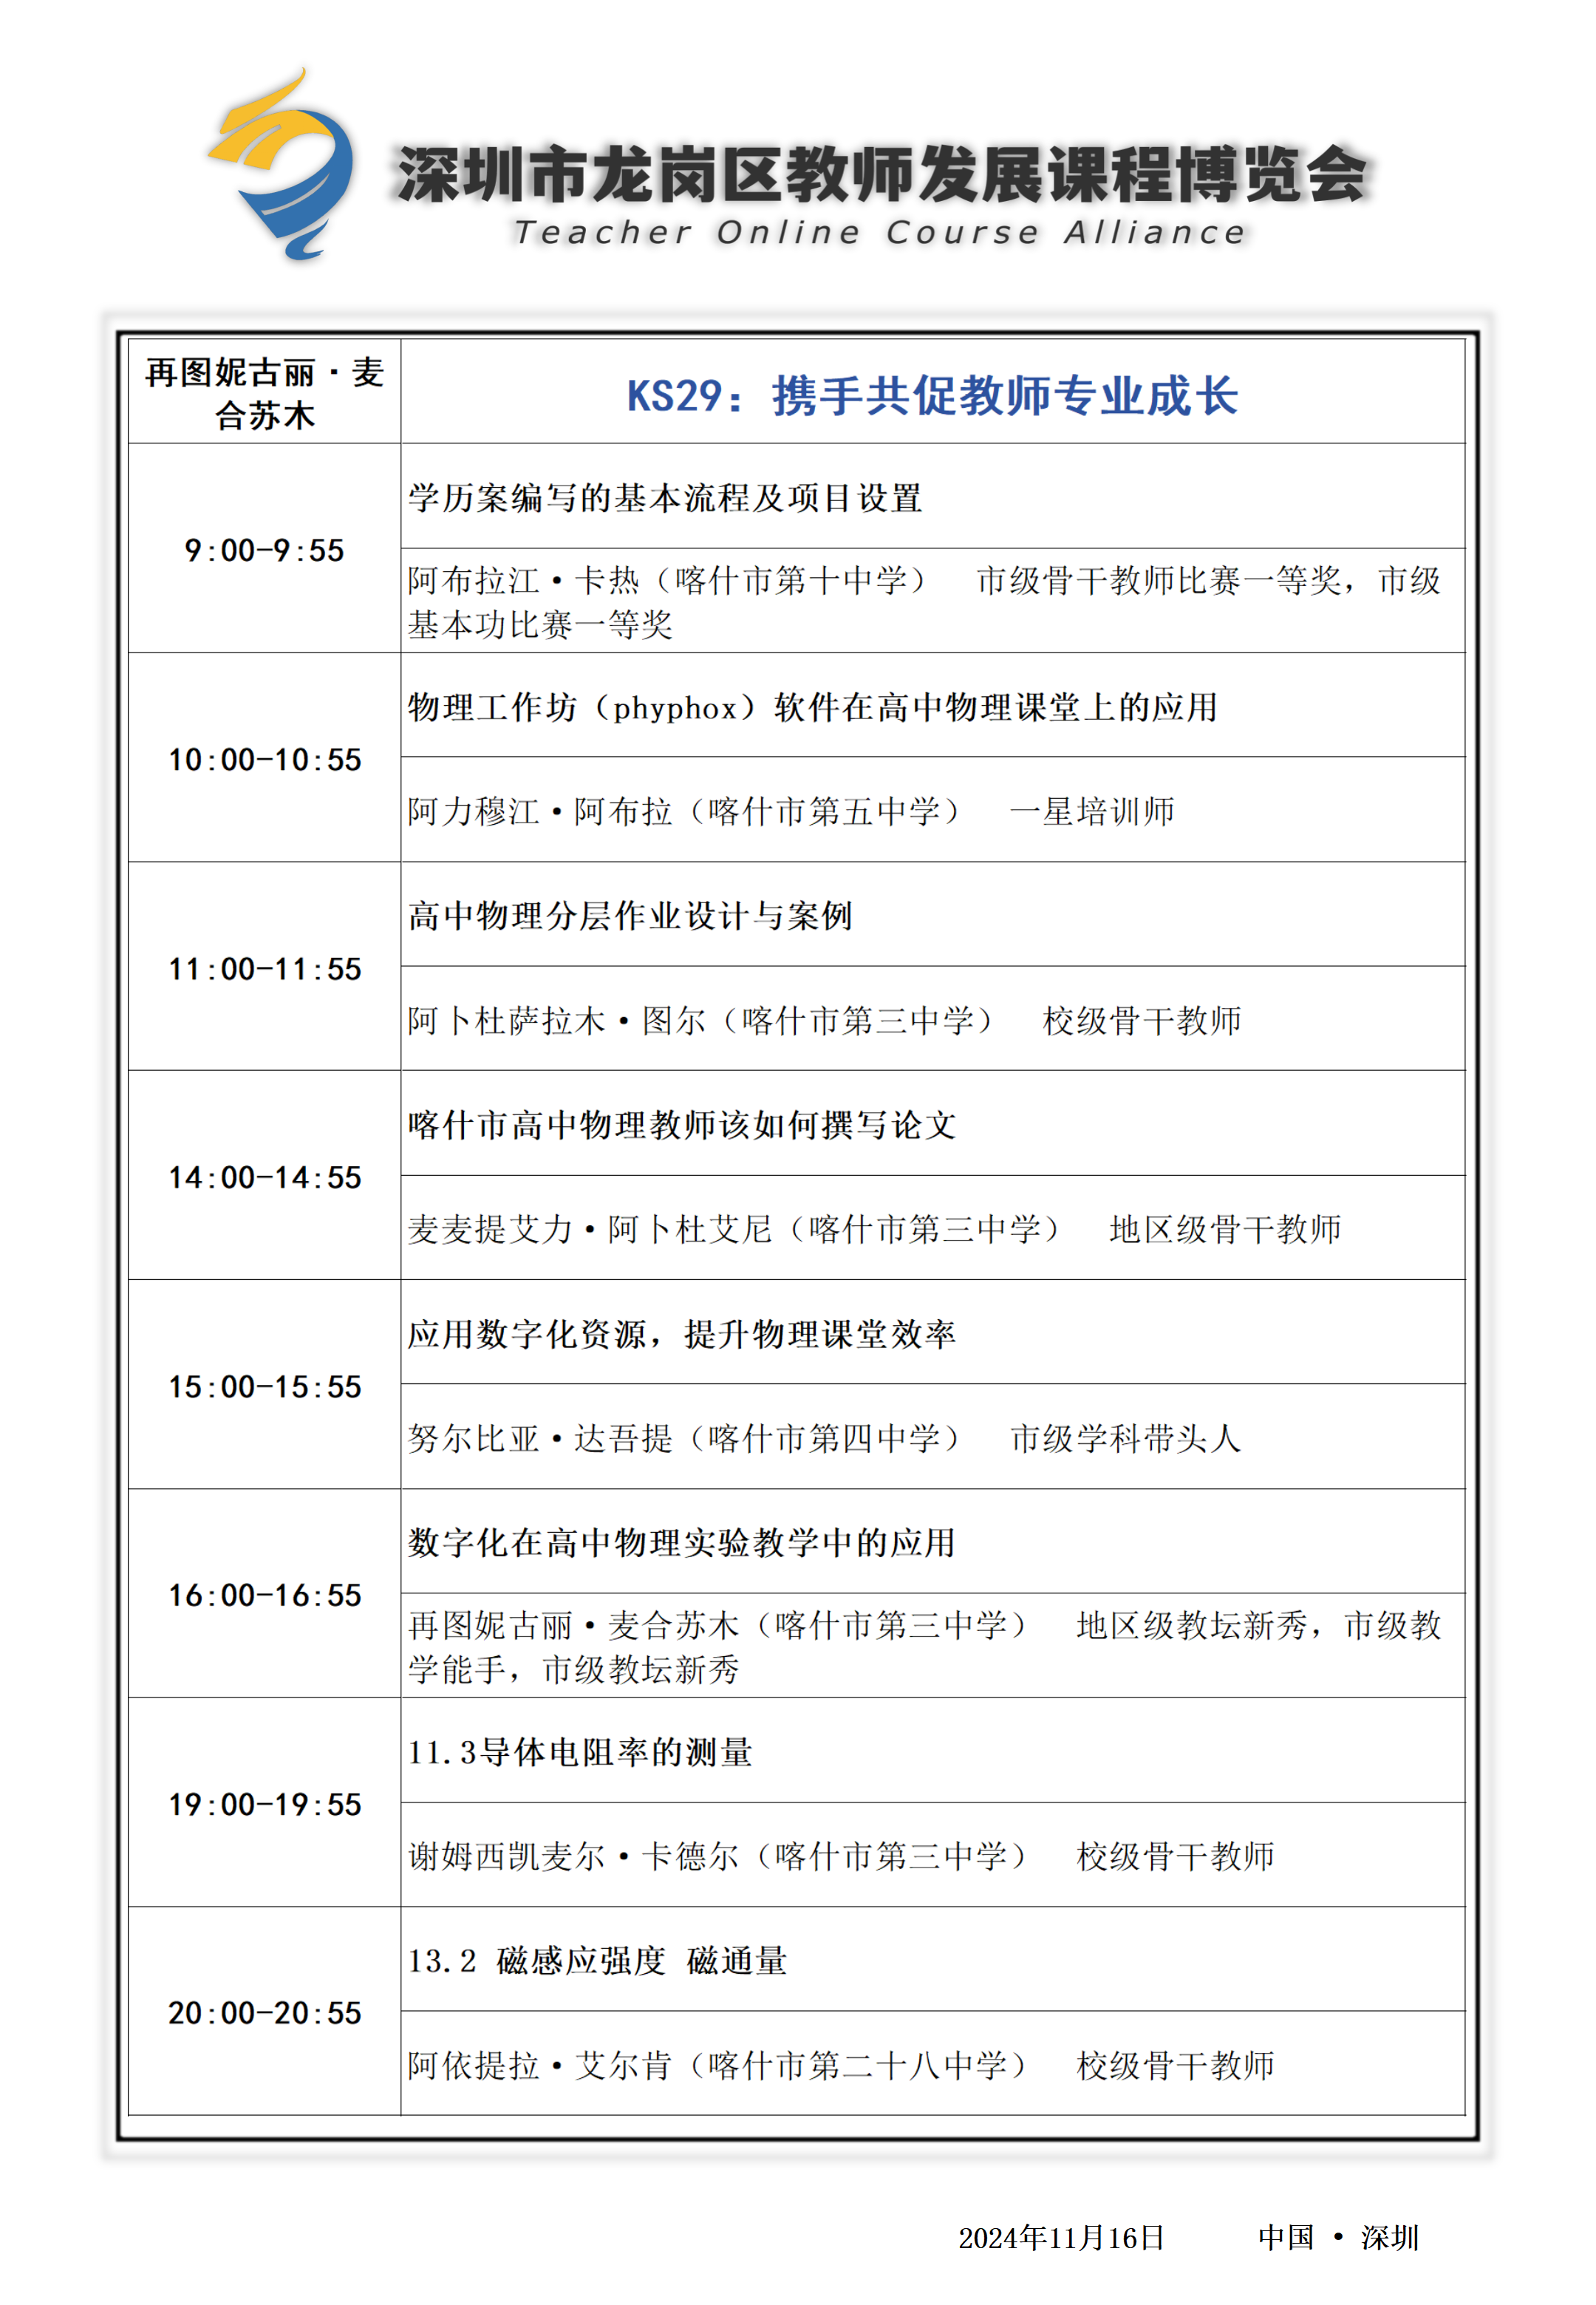 深圳市龙岗区教师发展课程博览会
Teacher Online Course Alliance
再图妮古丽·麦
合苏木
KS29：携手共促教师专业成长
9:00-9:55
学历案编写的基本流程及项目设置
阿布拉江·卡热（喀什市第十中学） 市级骨干教师比赛一等奖，市级
基本功比赛一等奖
10:00-10:55
物理工作坊（phyphox）软件在高中物理课堂上的应用
阿力穆江·阿布拉（喀什市第五中学） 一星培训师
11:00-11:55
高中物理分层作业设计与案例
阿卜杜萨拉木·图尔（喀什市第三中学） 校级骨干教师
14:00-14:55
喀什市高中物理教师该如何撰写论文
麦麦提艾力·阿卜杜艾尼（喀什市第三中学） 地区级骨干教师
15:00-15:55
应用数字化资源，提升物理课堂效率
努尔比亚·达吾提（喀什市第四中学） 市级学科带头人
16:00-16:55
数字化在高中物理实验教学中的应用
再图妮古丽·麦合苏木（喀什市第三中学） 地区级教坛新秀，市级教
学能手，市级教坛新秀
19:00-19:55
11.3导体电阻率的测量
谢姆西凯麦尔·卡德尔（喀什市第三中学） 校级骨干教师
20:00-20:55
13.2 磁感应强度 磁通量
阿依提拉·艾尔肯（喀什市第二十八中学） 校级骨干教师
2024年11月16日 中国 · 深圳